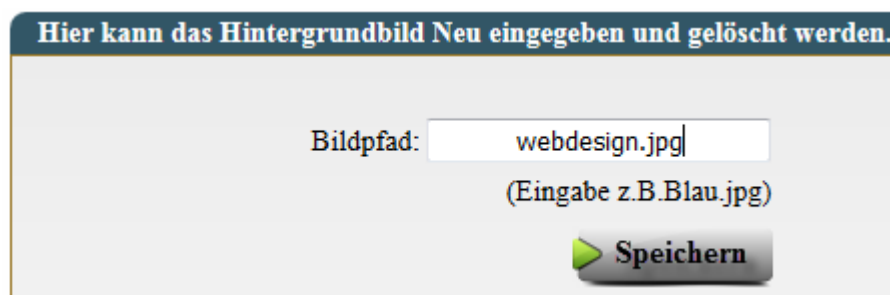 Hier kann das Hintergrundbild Neu eingegeben und gelöscht werden.
Bildpfad: webdesign.jpg
(Eingabe z.B.Blau.jpg)
Speichern